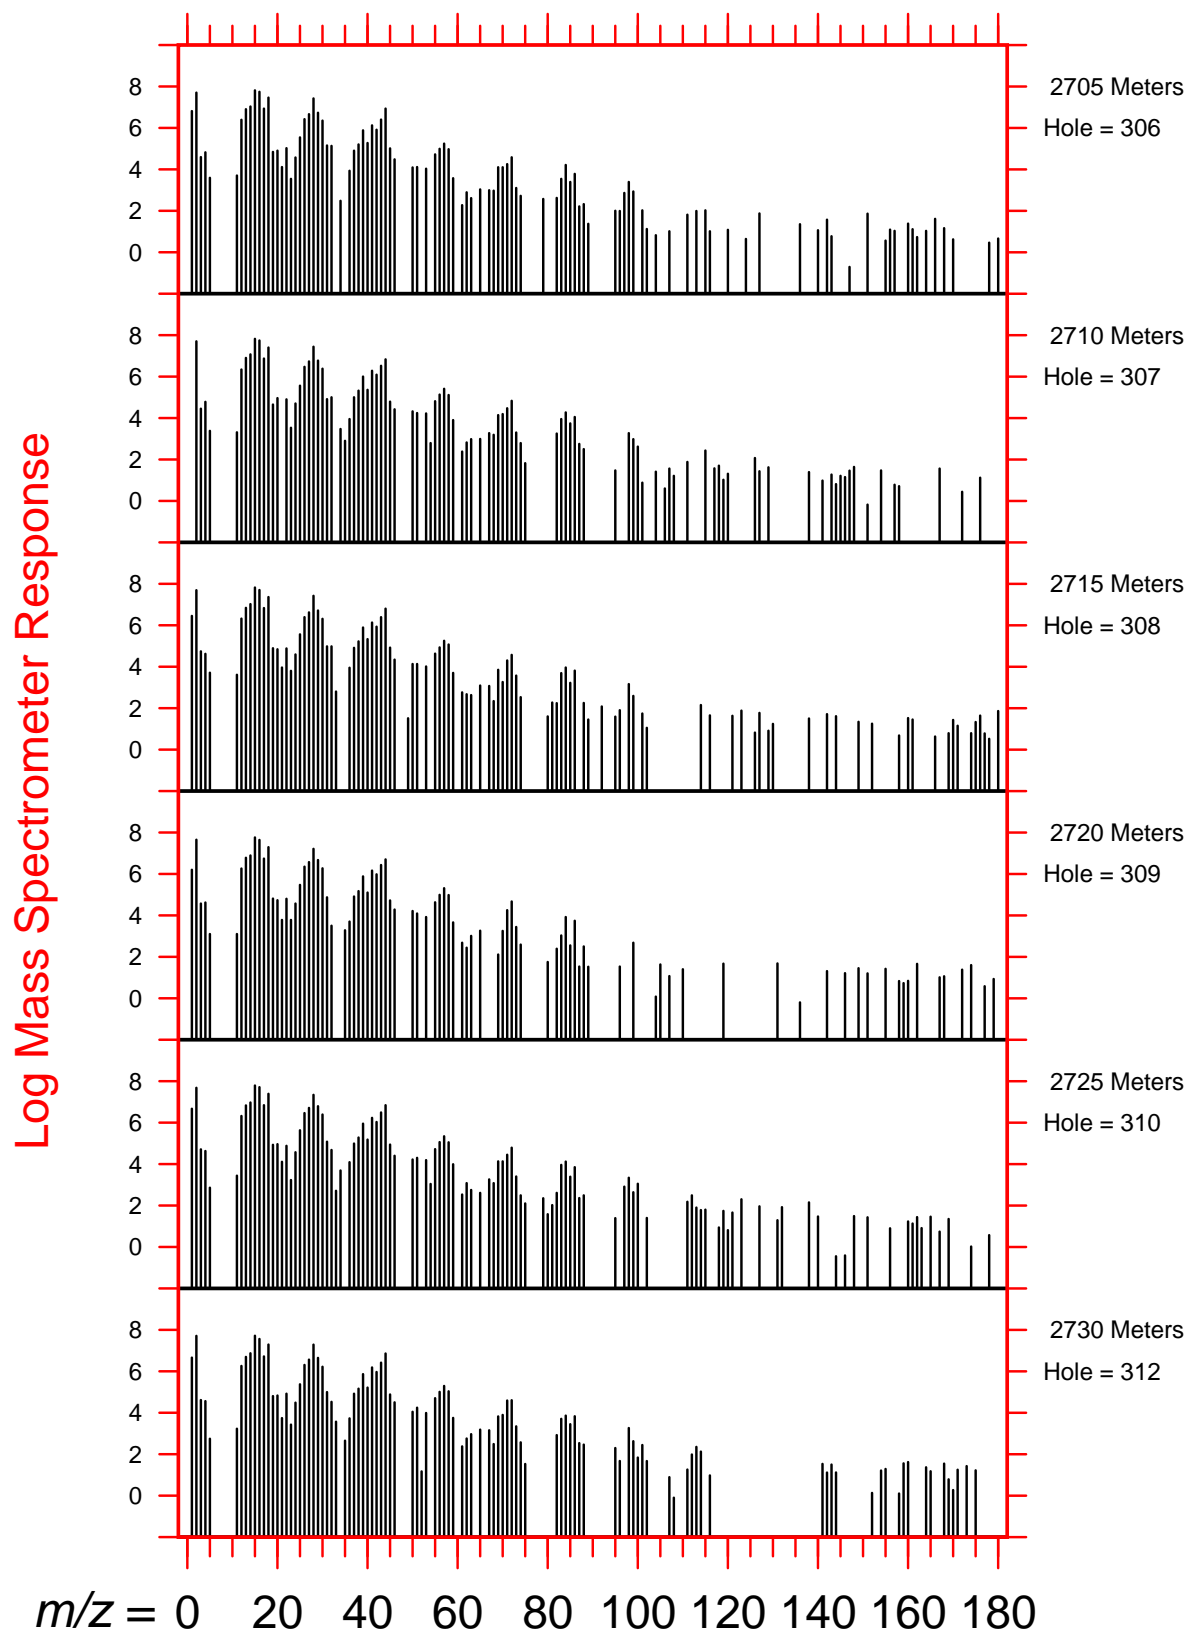 Log Mass Spectrometer Response
8
6
4
2
0
2705 Meters
Hole = 306
8
6
4
2
0
2710 Meters
Hole = 307
8
6
4
2
0
2715 Meters
Hole = 308
8
6
4
2
0
2720 Meters
Hole = 309
8
6
4
2
0
2725 Meters
Hole = 310
8
6
4
2
0
2730 Meters
Hole = 312
m/z = 0 20 40 60 80 100 120 140 160 180